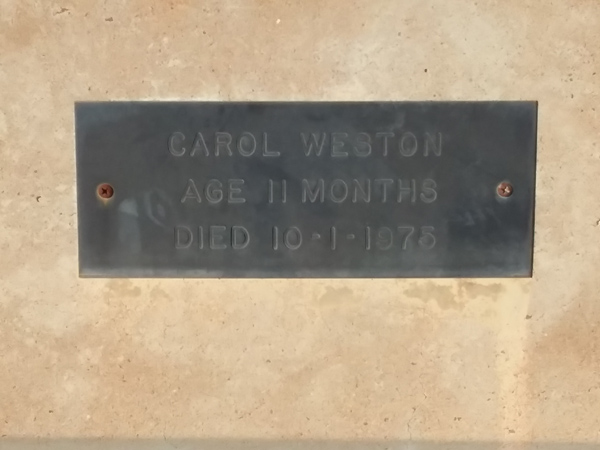 CAROL WESTON
AGE 11 MONTHS
DIED 10-1-1975